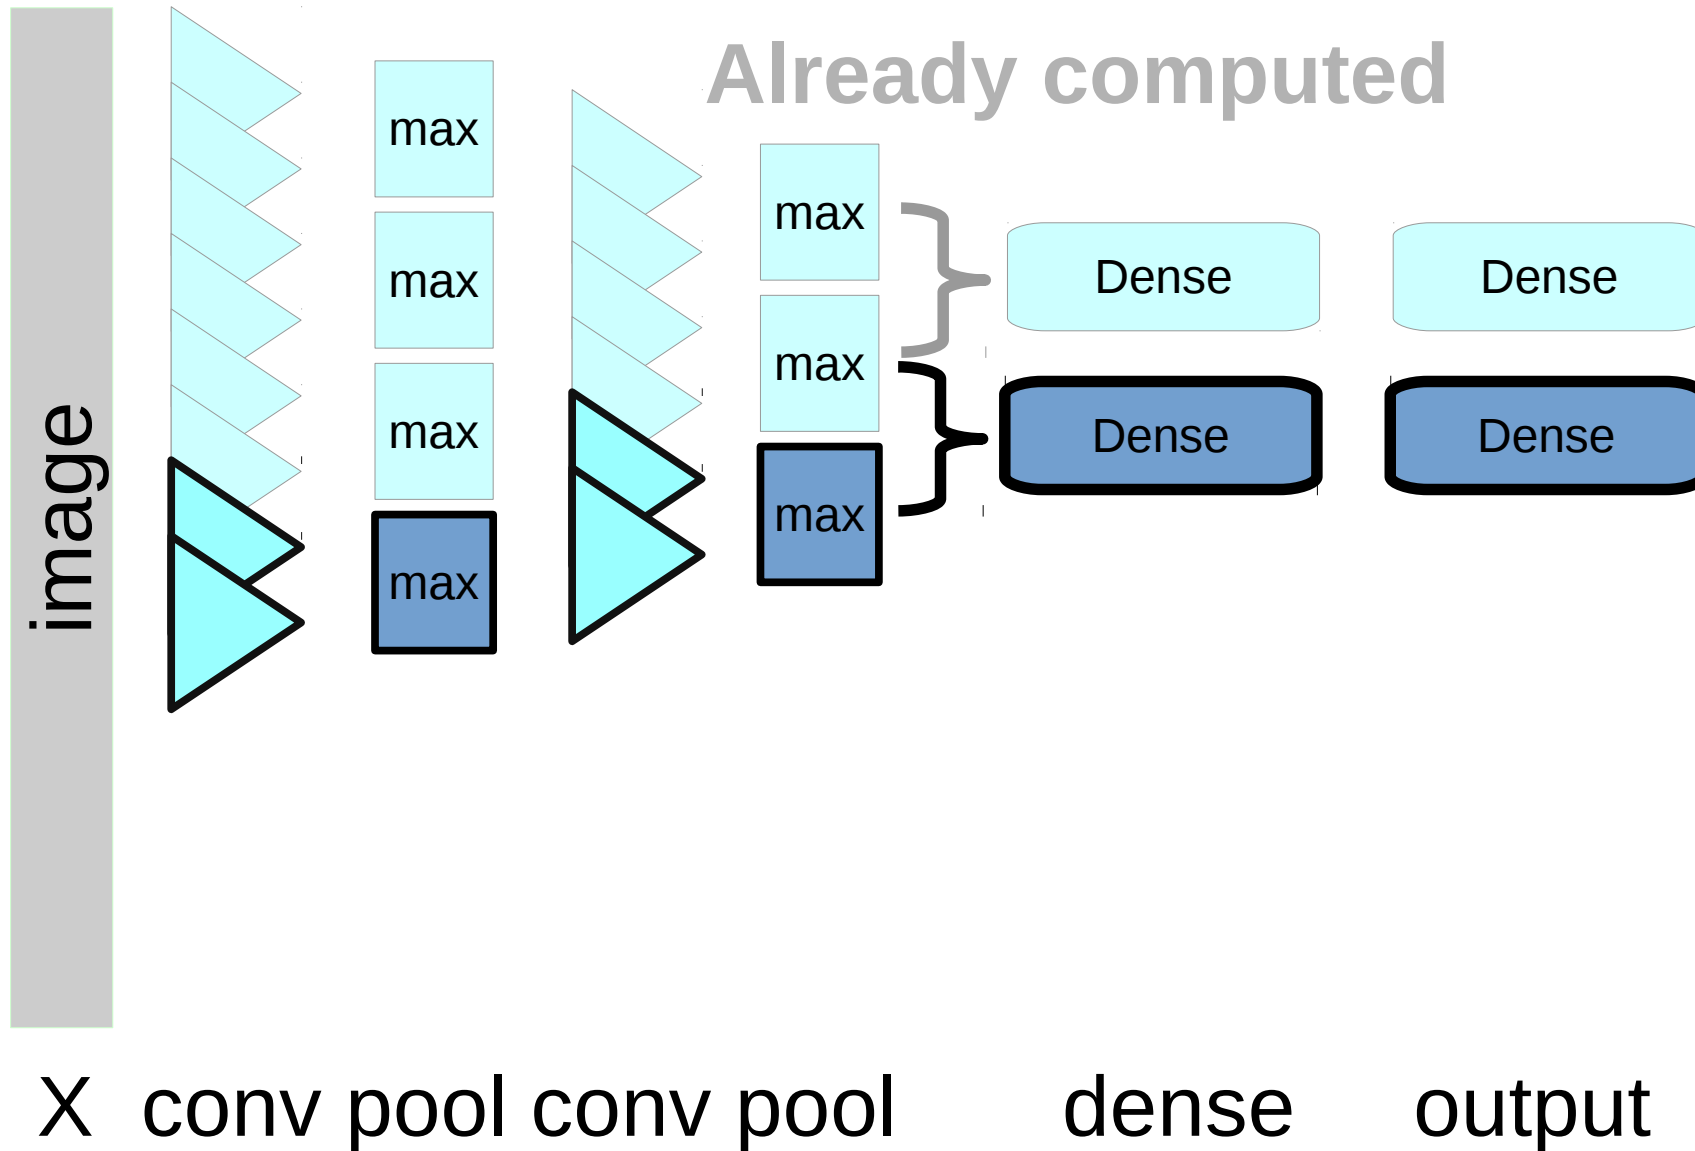 Already computed
max
max
max
max
max
max
max
Dense
Dense
Dense
Dense
image
X conv pool conv pool dense output